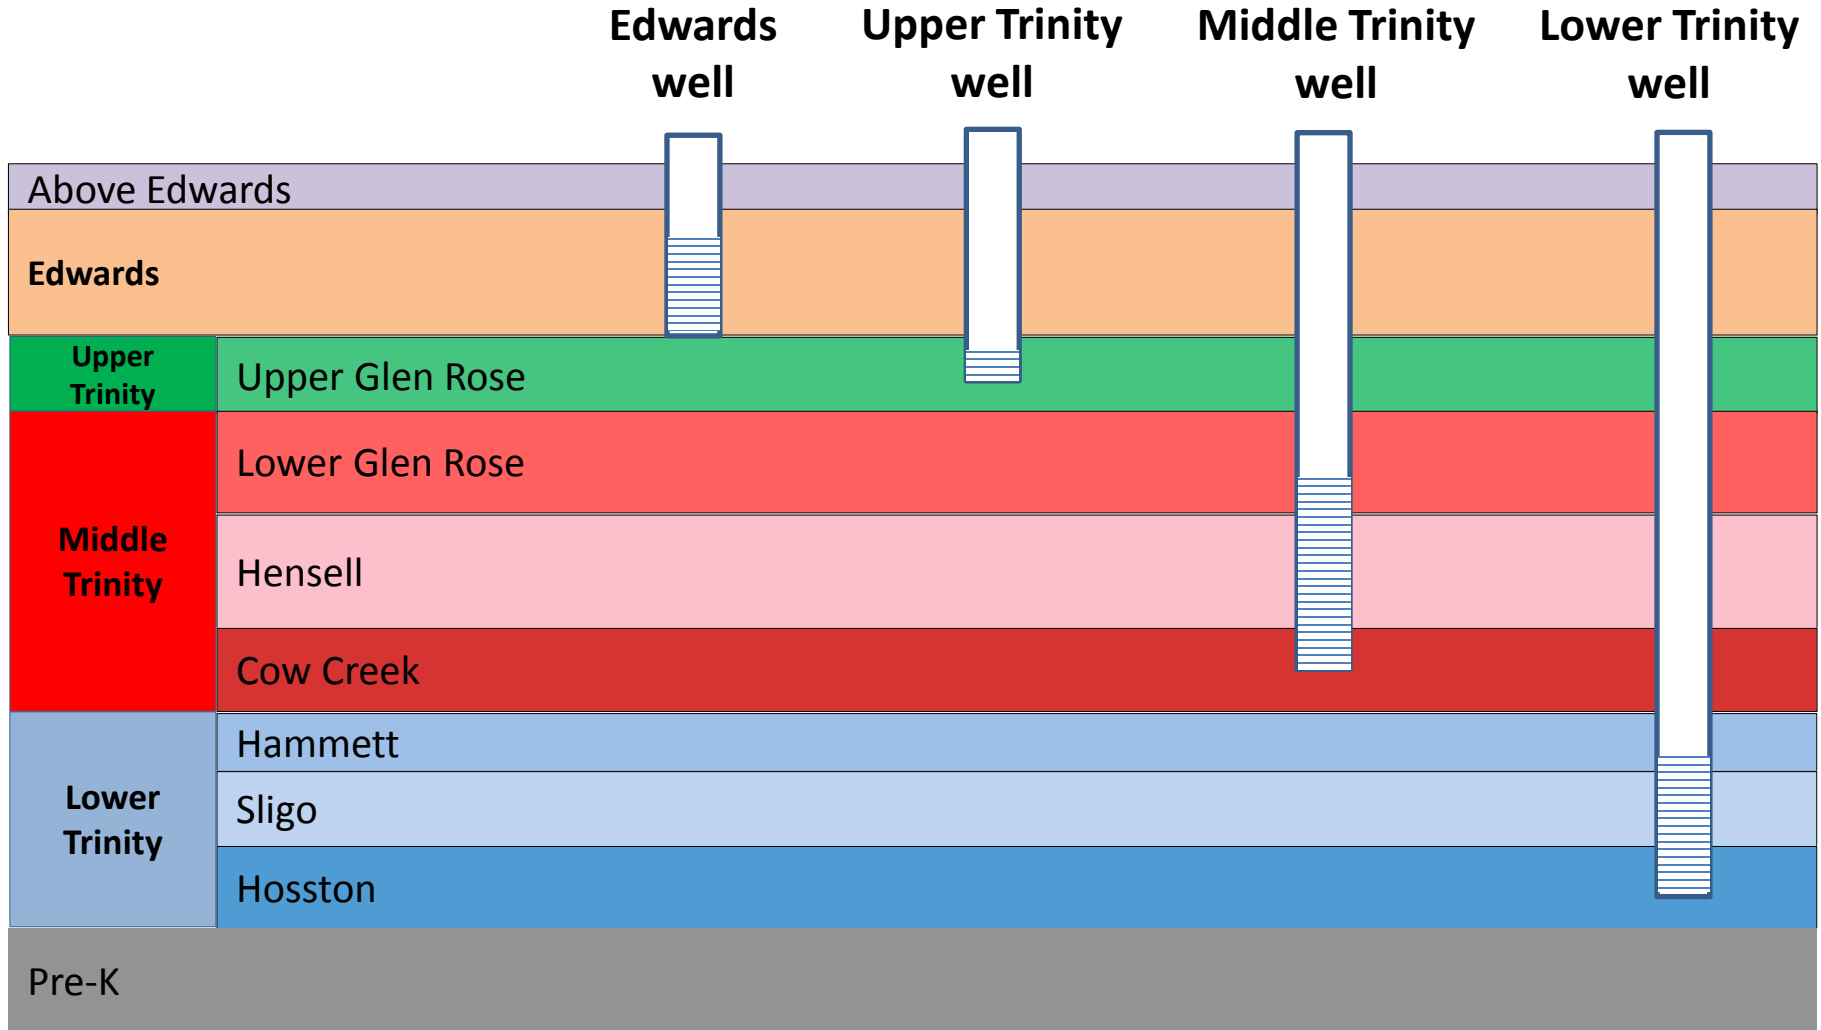 Edwards
well
Upper Trinity
well
Middle Trinity
well
Lower Trinity
well
Above Edwards
Edwards
Upper
Trinity
Upper Glen Rose
Middle
Trinity
Lower Glen Rose
Hensell
Cow Creek
Lower
Trinity
Hammett
Sligo
Hosston
Pre-K